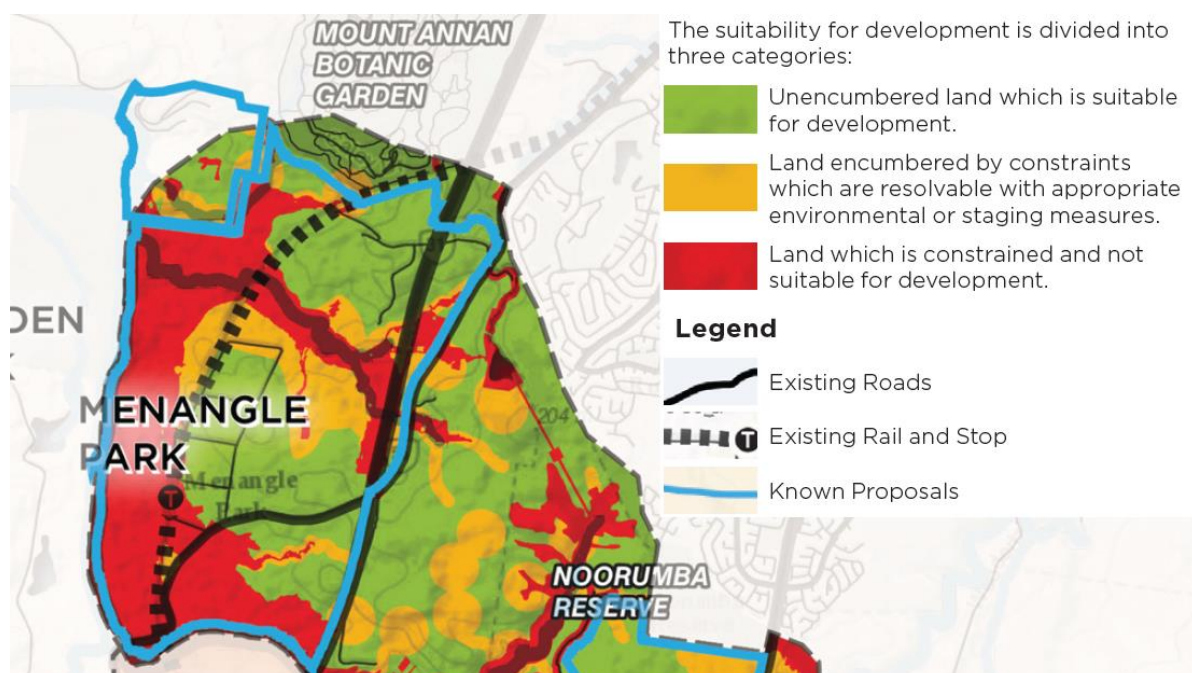 MOUNT ANNAN
BOTANIC
GARDEN
DEN
MENANGLE
PARK
Menangle
Park
204
NOORUMBA
RESERVE
The suitability for development is divided into
three categories:
Unencumbered land which is suitable
for development.
Land encumbered by constraints
which are resolvable with appropriate
environmental or staging measures.
Land which is constrained and not
suitable for development.
Legend
Existing Roads
T
Existing Rail and Stop
Known Proposals
T